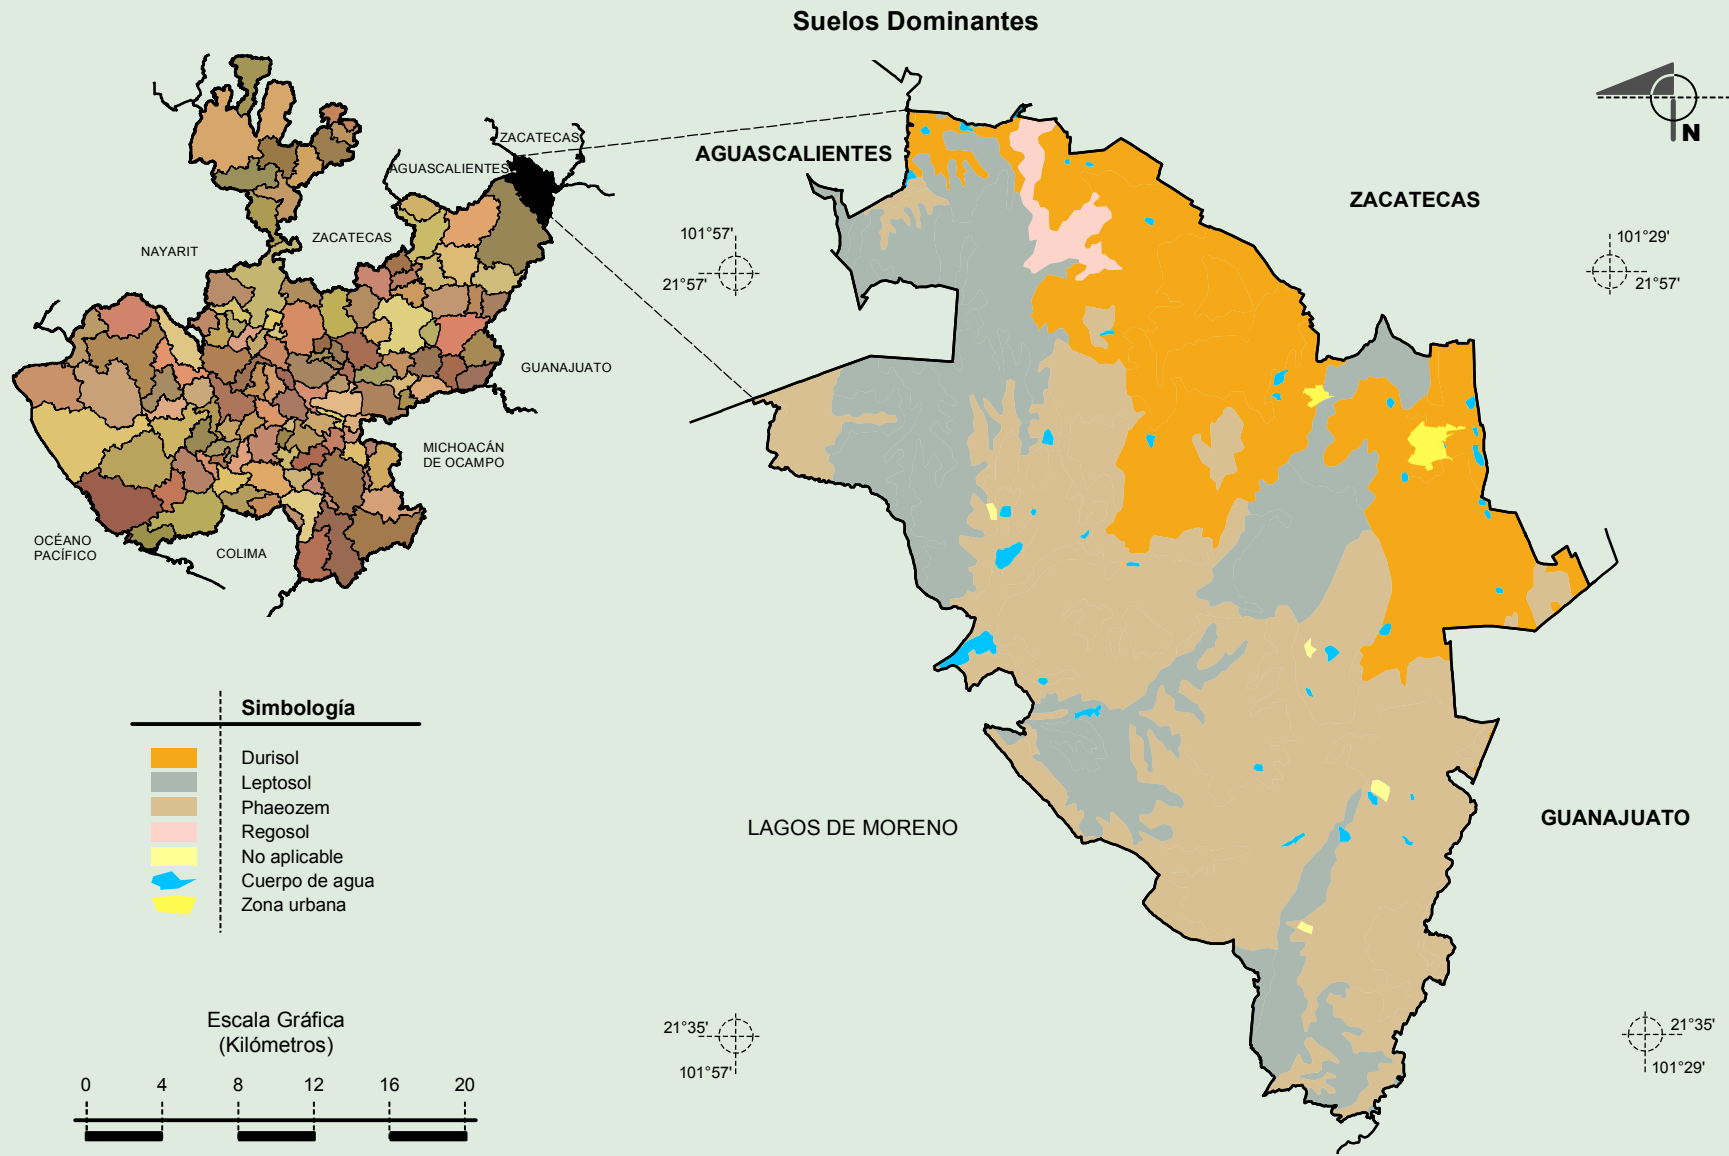 Suelos Dominantes
N
ZACATECAS
AGUASCALIENTES
ZACATECAS
NAYARIT
GUANAJUATO
MICHOACÁN
DE OCAMPO
OCÉANO
PACÍFICO
COLIMA
AGUASCALIENTES
ZACATECAS
101°57'
21°57'
101°29'
21°57'
LAGOS DE MORENO
GUANAJUATO
21°35'
101°57'
21°35'
101°29'
Simbología
Durisol
Leptosol
Phaeozem
Regosol
No aplicable
Cuerpo de agua
Zona urbana
Escala Gráfica
(Kilómetros)
0 4 8 12 16 20